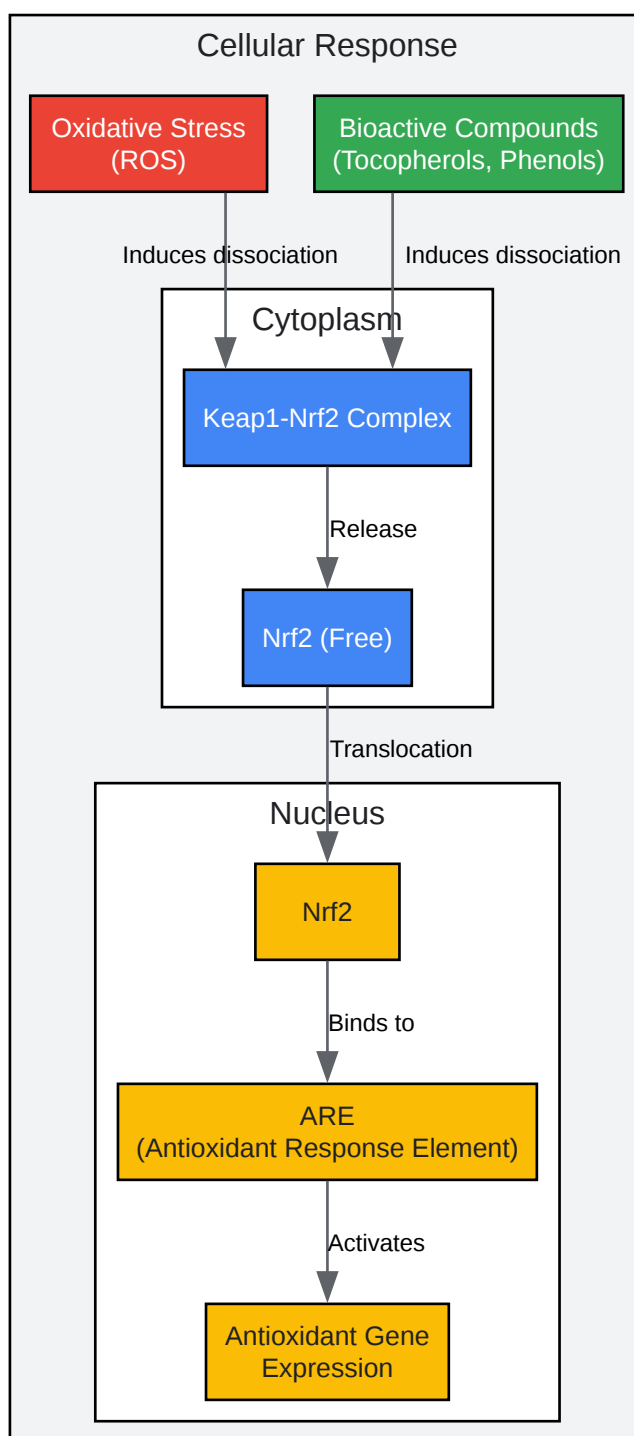 Cellular Response
Oxidative Stress
(ROS)
Bioactive Compounds
(Tocopherols, Phenols)
Induces dissociation
Induces dissociation
Cytoplasm
Keap1-Nrf2 Complex
Release
Nrf2 (Free)
Translocation
Nucleus
Nrf2
Binds to
ARE
(Antioxidant Response Element)
Activates
Antioxidant Gene
Expression